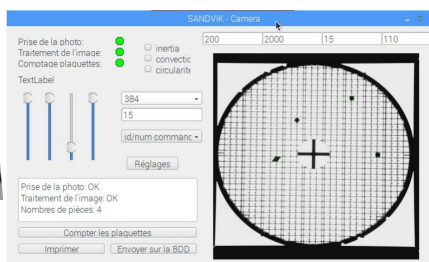 SANDVIK - Camera
Prise de la photo:
Traitement de l'image:
Comptage plaquettes:
inertia
convectic
circularite
200 2000 15 110
TextLabel
384
15
id/num commanc
Réglages
Prise de la photo: OK
Traitement de l'image: OK
Nombres de pièces: 4
Compter les plaquettes
Imprimer Envoyer sur la BDD